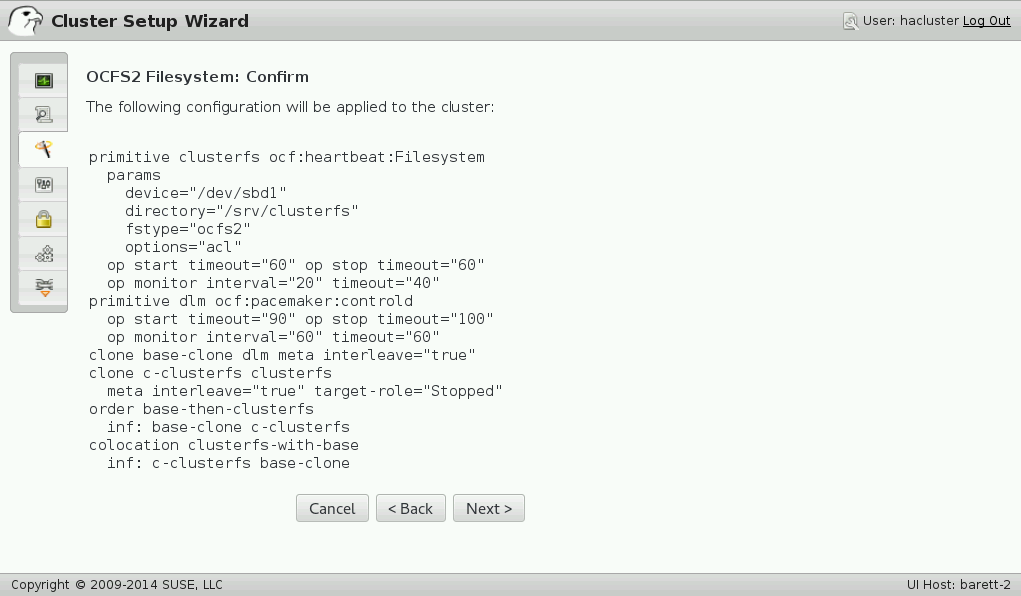 Cluster Setup Wizard
User: hacluster Log Out
OCFS2 Filesystem: Confirm
The following configuration will be applied to the cluster:
primitive clusterfs ocf:heartbeat:Filesystem
  params
    device="/dev/sbd1"
    directory="/srv/clusterfs"
    fstype="ocfs2"
    options="acl"
  op start timeout="60" op stop timeout="60"
  op monitor interval="20" timeout="40"
primitive dlm ocf:pacemaker:controld
  op start timeout="90" op stop timeout="100"
  op monitor interval="60" timeout="60"
clone base-clone dlm meta interleave="true"
clone c-clusterfs clusterfs
  meta interleave="true" target-role="Stopped"
order base-then-clusterfs
  inf: base-clone c-clusterfs
colocation clusterfs-with-base
  inf: c-clusterfs base-clone
Cancel < Back Next >
Copyright © 2009-2014 SUSE, LLC
UI Host: barett-2